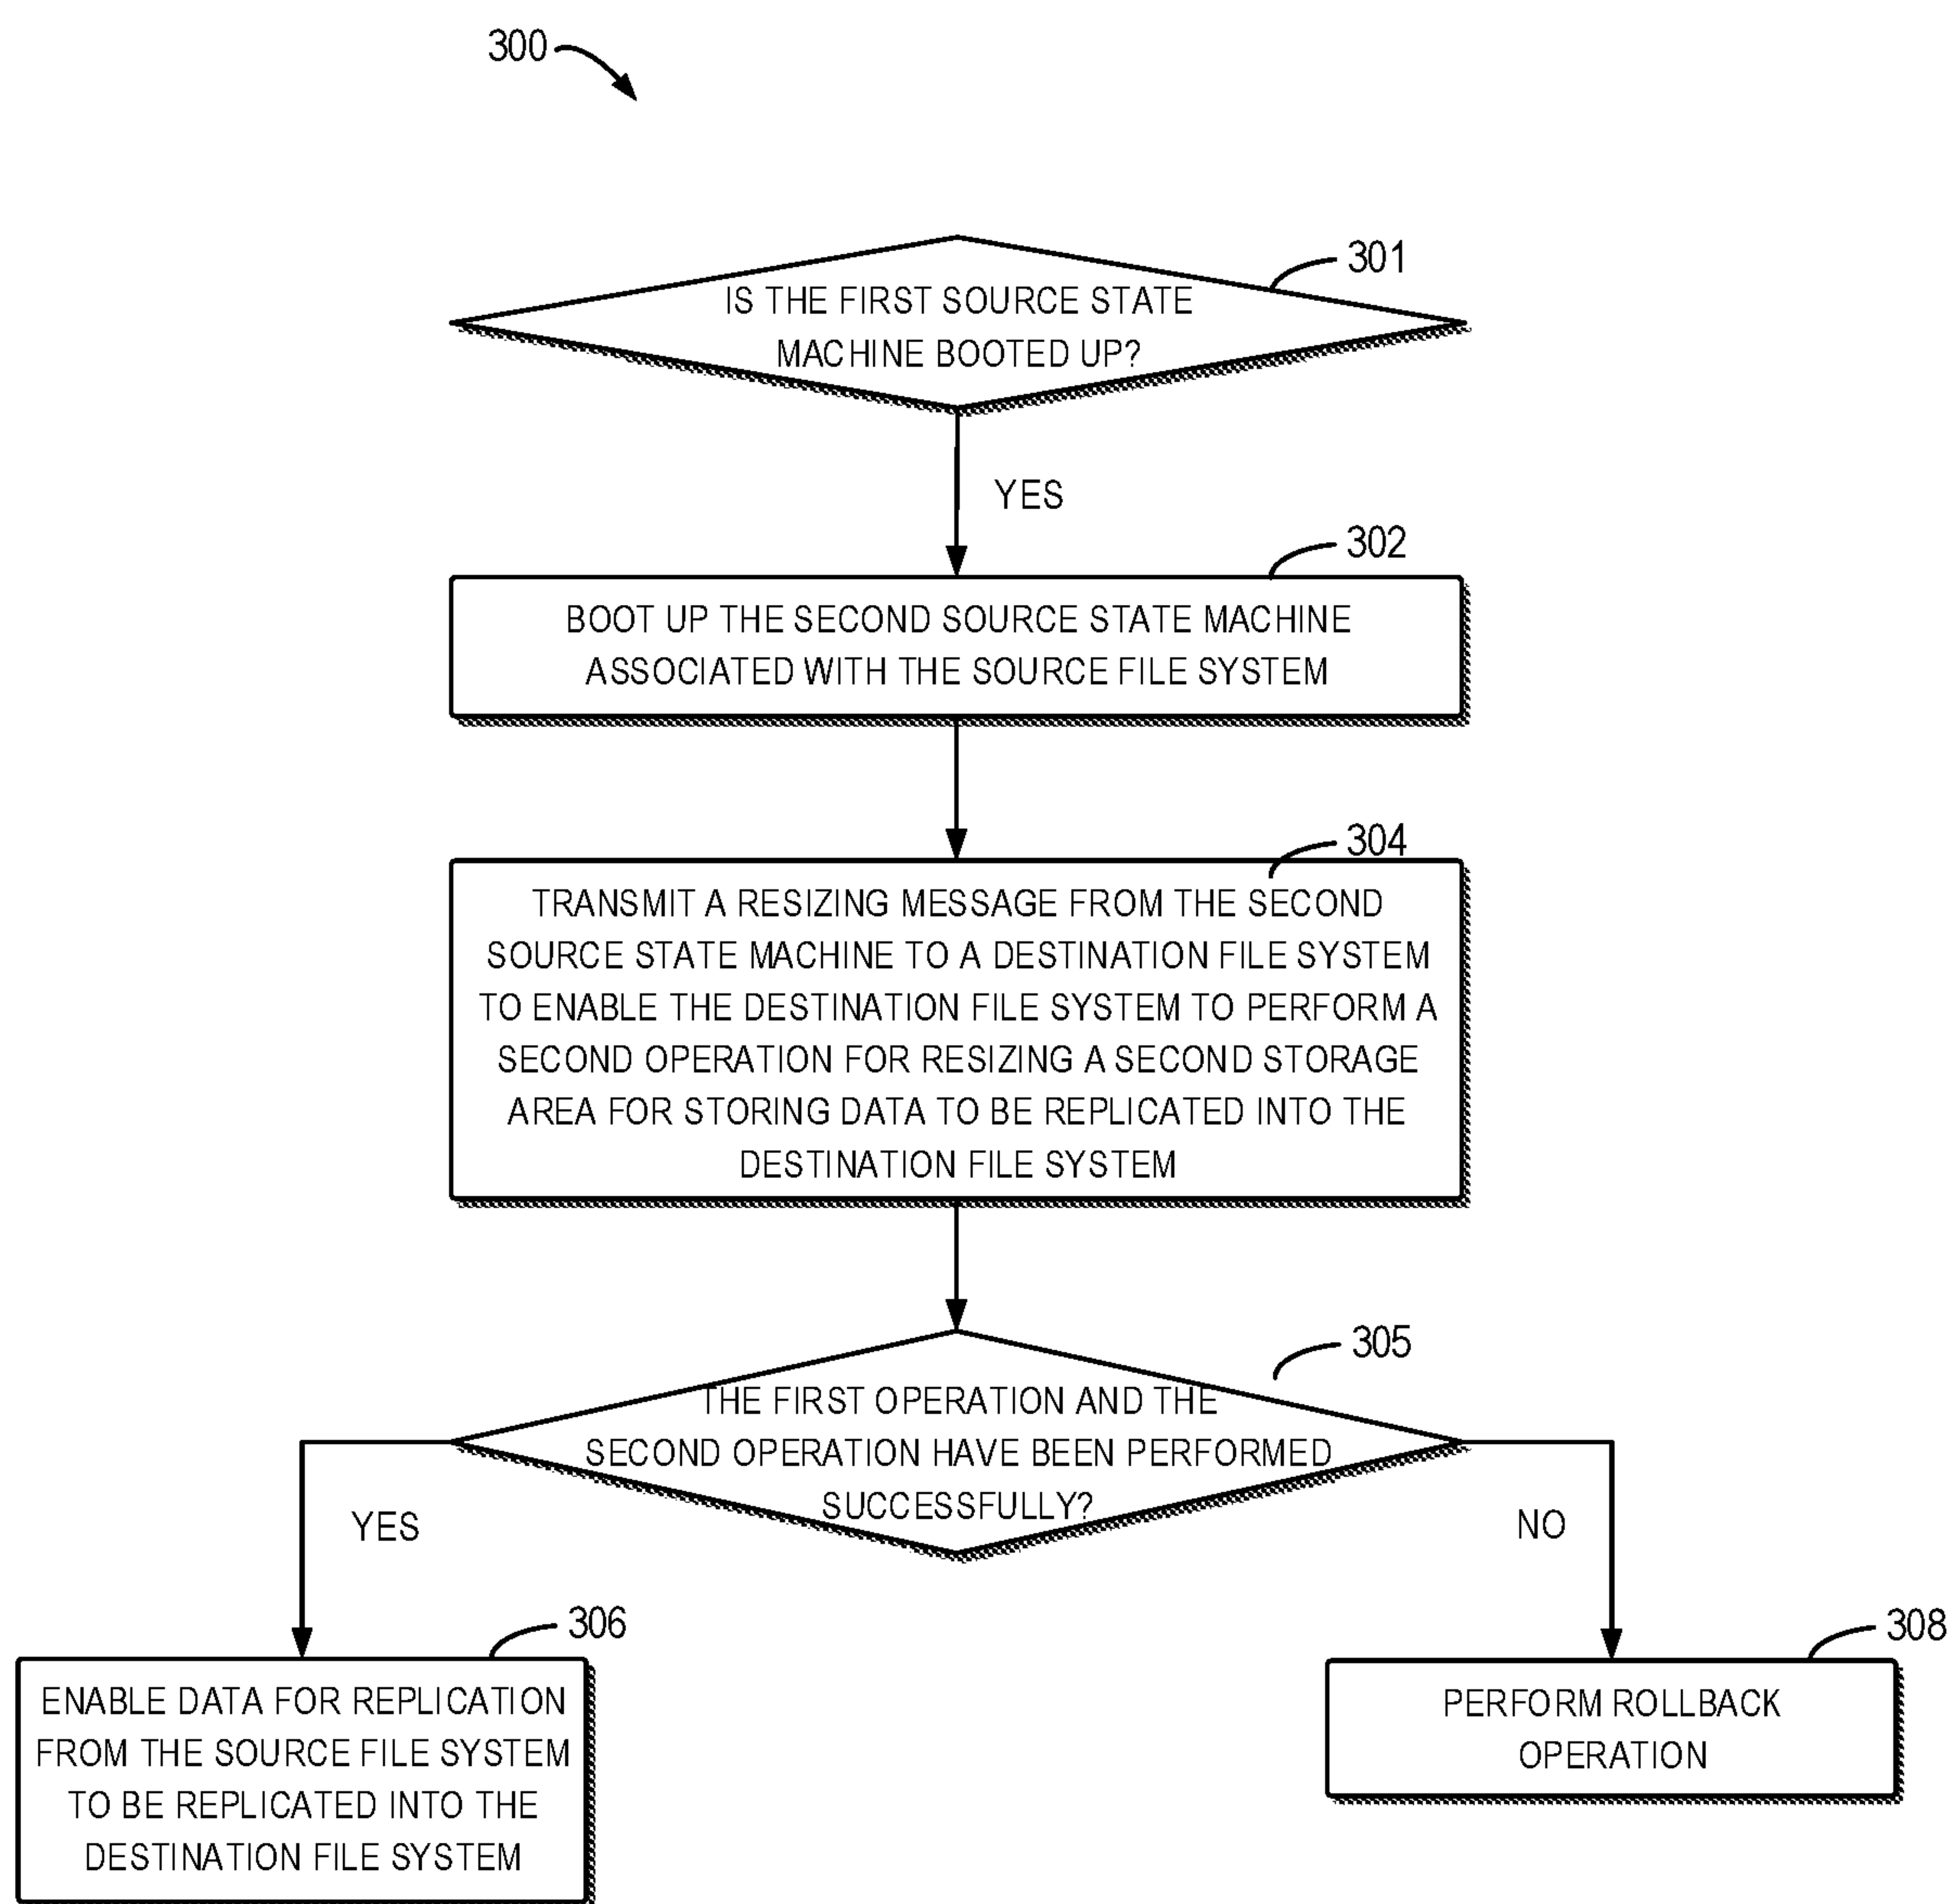 300
301
IS THE FIRST SOURCE STATE
MACHINE BOOTED UP?
YES
302
BOOT UP THE SECOND SOURCE STATE MACHINE
ASSOCIATED WITH THE SOURCE FILE SYSTEM
304
TRANSMIT A RESIZING MESSAGE FROM THE SECOND
SOURCE STATE MACHINE TO A DESTINATION FILE SYSTEM
TO ENABLE THE DESTINATION FILE SYSTEM TO PERFORM A
SECOND OPERATION FOR RESIZING A SECOND STORAGE
AREA FOR STORING DATA TO BE REPLICATED INTO THE
DESTINATION FILE SYSTEM
305
THE FIRST OPERATION AND THE
SECOND OPERATION HAVE BEEN PERFORMED
SUCCESSFULLY?
YES
NO
306
ENABLE DATA FOR REPLICATION
FROM THE SOURCE FILE SYSTEM
TO BE REPLICATED INTO THE
DESTINATION FILE SYSTEM
308
PERFORM ROLLBACK
OPERATION